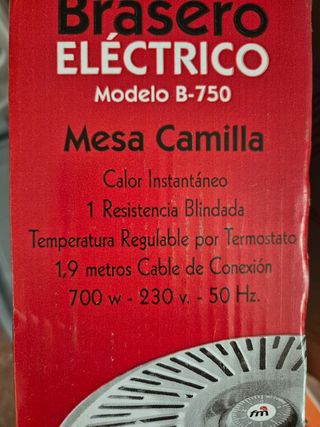 Brasero
ELÉCTRICO
Modelo B-750
Mesa Camilla
Calor Instantáneo
1 Resistencia Blindada
Temperatura Regulable por Termostato
1,9 metros Cable de Conexión
700 w - 230 v. - 50 Hz.
fm